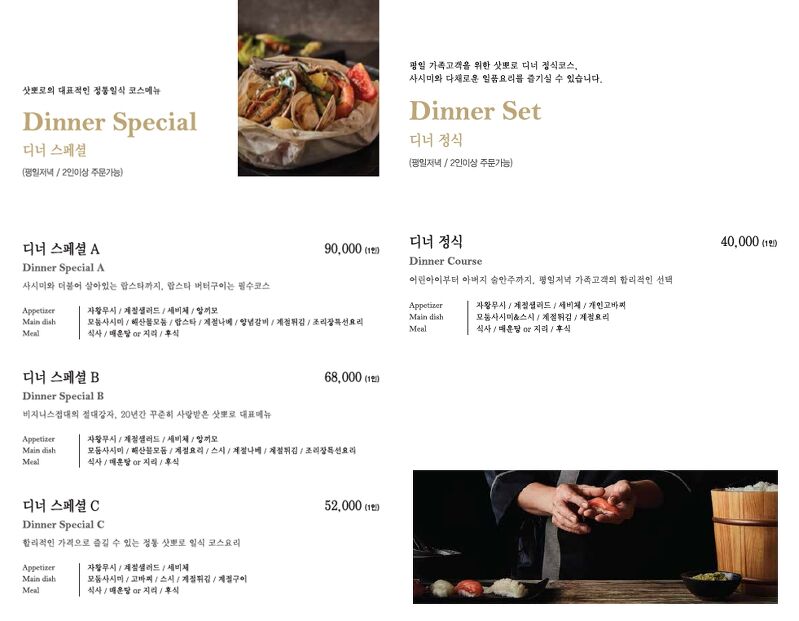 삿뽀로의 대표적인 정통일식 코스메뉴
Dinner Special
디너 스페셜
(평일저녁 / 2인이상 주문가능)
디너 스페셜 A 90,000 (1인)
Dinner Special A
사시미와 더불어 살아있는 랍스타까지, 랍스타 버터구이는 필수코스
Appetizer 자왕무시 / 계절샐러드 / 세비체 / 앙끼모
Main dish 모둠사시미 / 해산물모둠 / 랍스타 / 계절나베 / 양념갈비 / 계절튀김 / 조리장특선요리
Meal 식사 / 매운탕 or 지리 / 후식
디너 스페셜 B 68,000 (1인)
Dinner Special B
비지니스접대의 절대강자, 20년간 꾸준히 사랑받은 삿뽀로 대표메뉴
Appetizer 자왕무시 / 계절샐러드 / 세비체 / 앙끼모
Main dish 모둠사시미 / 해산물모둠 / 계절요리 / 스시 / 계절나베 / 계절튀김 / 조리장특선요리
Meal 식사 / 매운탕 or 지리 / 후식
디너 스페셜 C 52,000 (1인)
Dinner Special C
합리적인 가격으로 즐길 수 있는 정통 삿뽀로 일식 코스요리
Appetizer 자왕무시 / 계절샐러드 / 세비체
Main dish 모둠사시미 / 고바찌 / 스시 / 계절튀김 / 계절구이
Meal 식사 / 매운탕 or 지리 / 후식
평일 가족고객을 위한 삿뽀로 디너 정식코스.
사시미와 다채로운 일품요리를 즐기실 수 있습니다.
Dinner Set
디너 정식
(평일저녁 / 2인이상 주문가능)
디너 정식 40,000 (1인)
Dinner Course
어린아이부터 아버지 술안주까지, 평일저녁 가족고객의 합리적인 선택
Appetizer 자왕무시 / 계절샐러드 / 세비체 / 개인고바찌
Main dish 모둠사시미&스시 / 계절튀김 / 계절요리
Meal 식사 / 매운탕 or 지리 / 후식